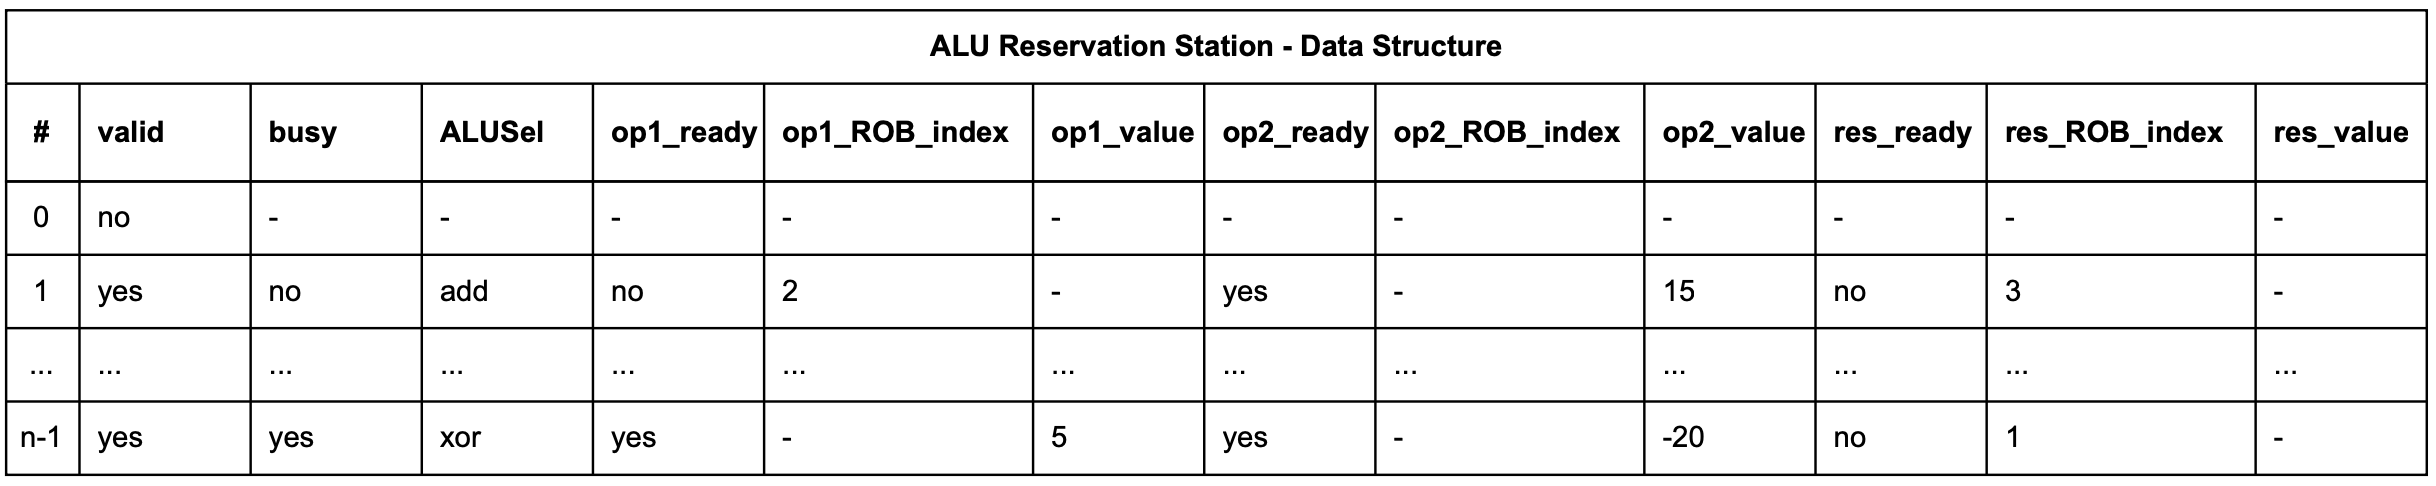 ALU Reservation Station - Data Structure
# valid busy ALUSel op1_ready op1_ROB_index op1_value op2_ready op2_ROB_index op2_value res_ready res_ROB_index res_value
0 no - - - - - - - - - - -
1 yes no add no 2 - yes - 15 no 3 -
... ... ... ... ... ... ... ... ... ... ... ... ...
n-1 yes yes xor yes - 5 yes - -20 no 1 -